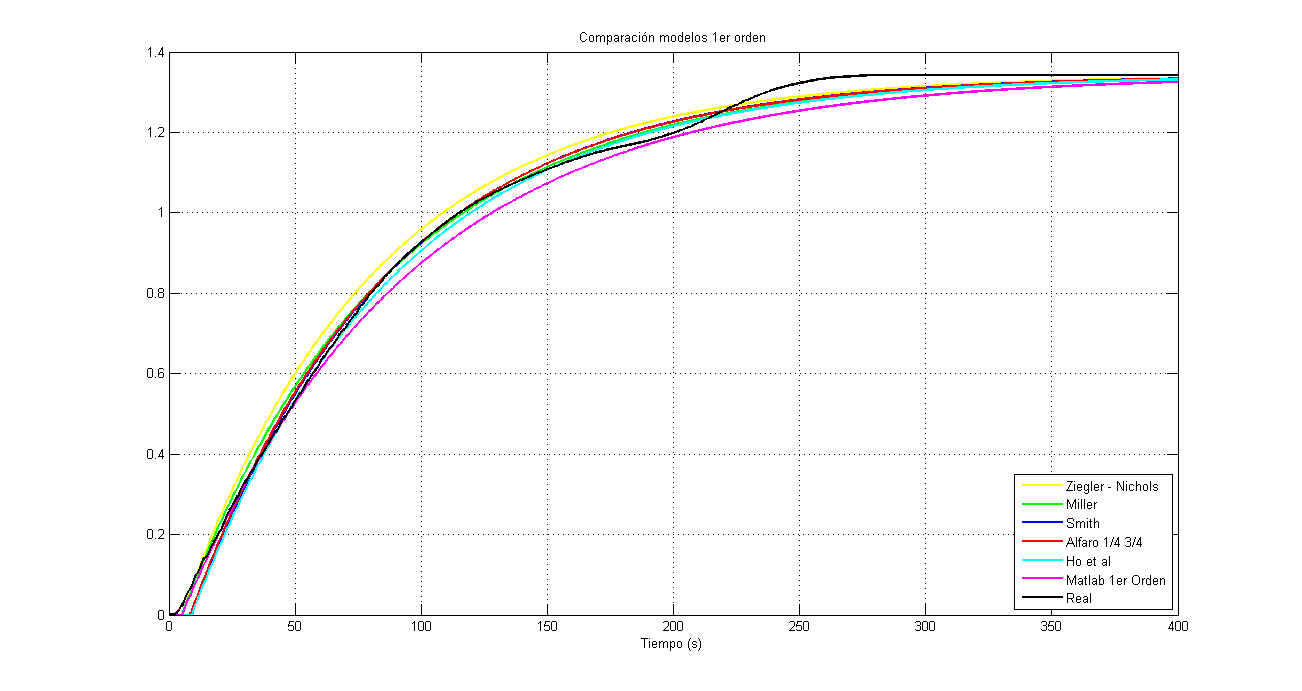 Comparación modelos 1er orden
1.4
1.2
1
0.8
0.6
0.4
0.2
0
0 50 100 150 200 250 300 350 400
Tiempo (s)
Ziegler - Nichols
Miller
Smith
Alfaro 1/4 3/4
Ho et al
Matlab 1er Orden
Real